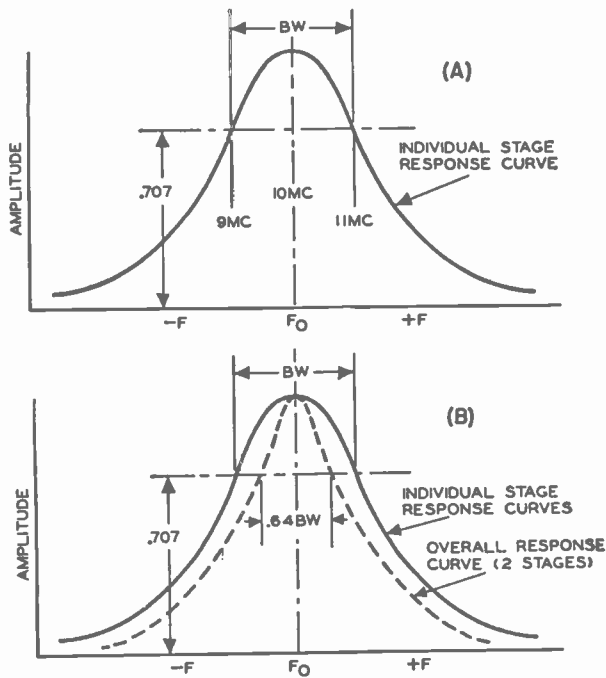 BW
(A)
INDIVIDUAL STAGE
RESPONSE CURVE
AMPLITUDE
.707
10MC
9MC
11MC
-F
FO
+F
BW
(B)
INDIVIDUAL STAGE
RESPONSE CURVES
AMPLITUDE
.707
.64BW
OVERALL RESPONSE
CURVE (2 STAGES)
-F
FO
+F